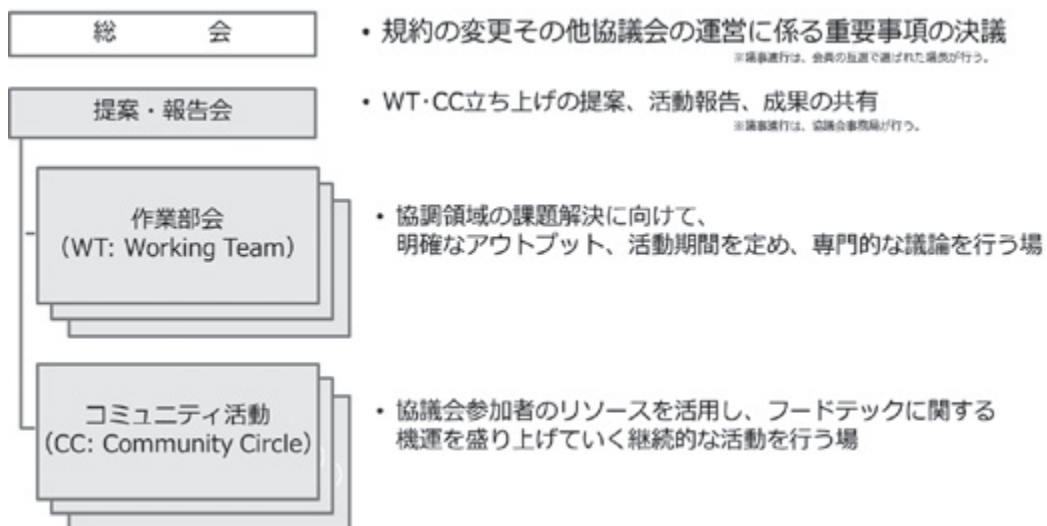 総 会
・規約の変更その他協議会の運営に係る重要事項の決議
※議事進行は、会員の互選で選ばれた議長が行う。
提案・報告会
・WT・CC立ち上げの提案、活動報告、成果の共有
※議事進行は、協議会事務局が行う。
作業部会
（WT: Working Team）
・協調領域の課題解決に向けて、
明確なアウトプット、活動期間を定め、専門的な議論を行う場
コミュニティ活動
（CC: Community Circle）
・協議会参加者のリソースを活用し、フードテックに関する
機運を盛り上げていく継続的な活動を行う場